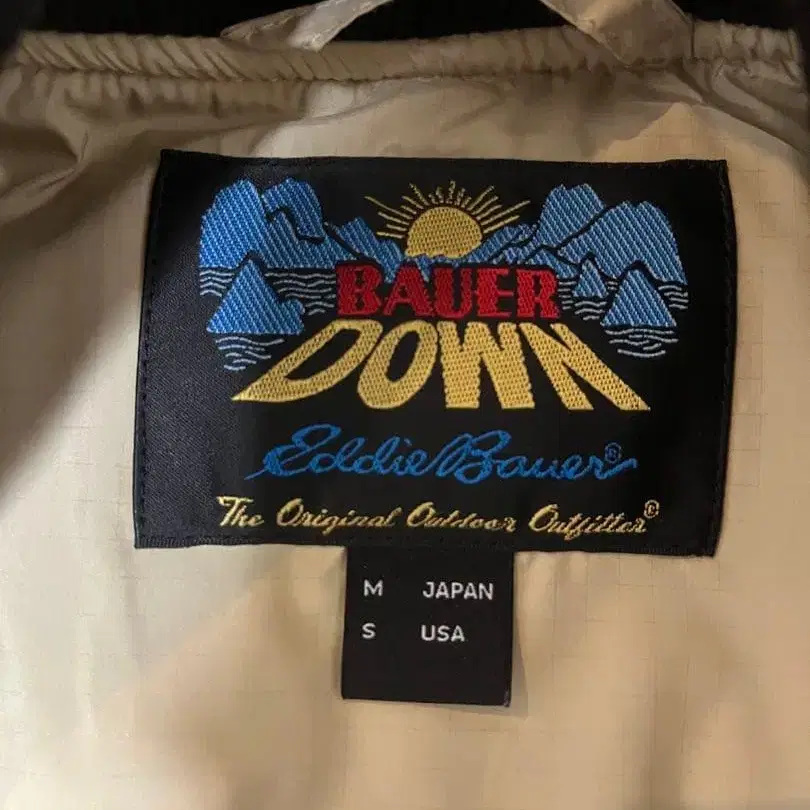 BAUER
DOWN
Eddie Bauer®
The Original Outdoor Outfitter®
M JAPAN
S USA